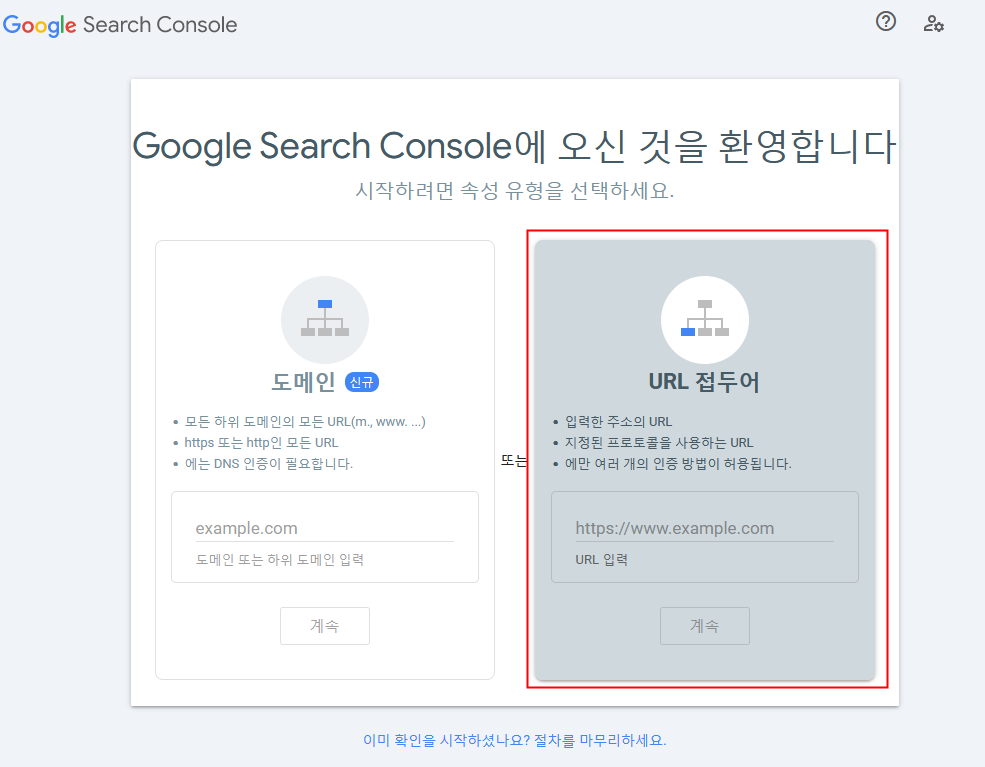 Google Search Console
Google Search Console에 오신 것을 환영합니다
시작하려면 속성 유형을 선택하세요.
도메인 신규
• 모든 하위 도메인의 모든 URL(m., www. ...)
• https 또는 http인 모든 URL
• 에는 DNS 인증이 필요합니다.
example.com
도메인 또는 하위 도메인 입력
계속
또는
URL 접두어
• 입력한 주소의 URL
• 지정된 프로토콜을 사용하는 URL
• 에만 여러 개의 인증 방법이 허용됩니다.
https://www.example.com
URL 입력
계속
이미 확인을 시작하셨나요? 절차를 마무리하세요.